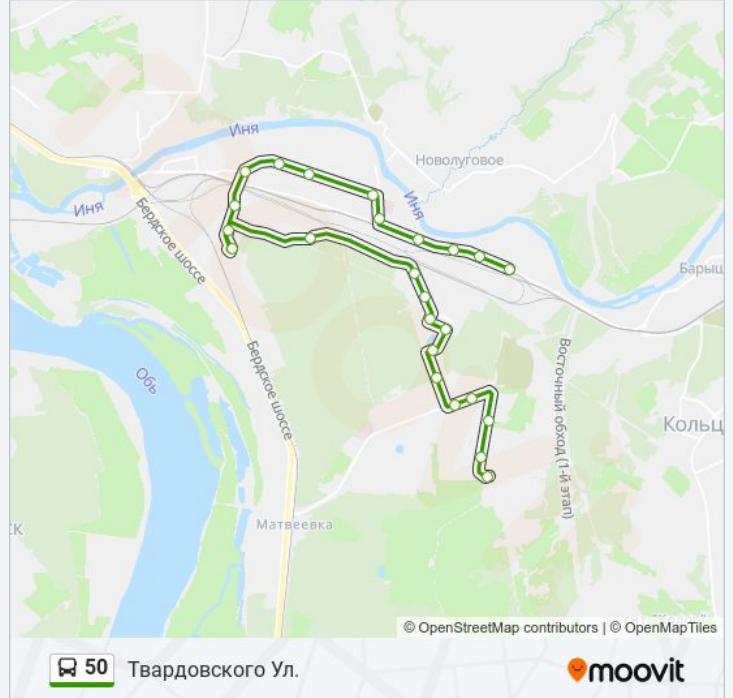 Иня
Новолуговое
Иня
Иня
Бердское шоссе
Барыш
Обь
Бердское шоссе
Восточный обход (1-й этап)
Кольц
ск
Матвеевка
© OpenStreetMap contributors | © OpenMapTiles
50 Твардовского Ул.
moovit